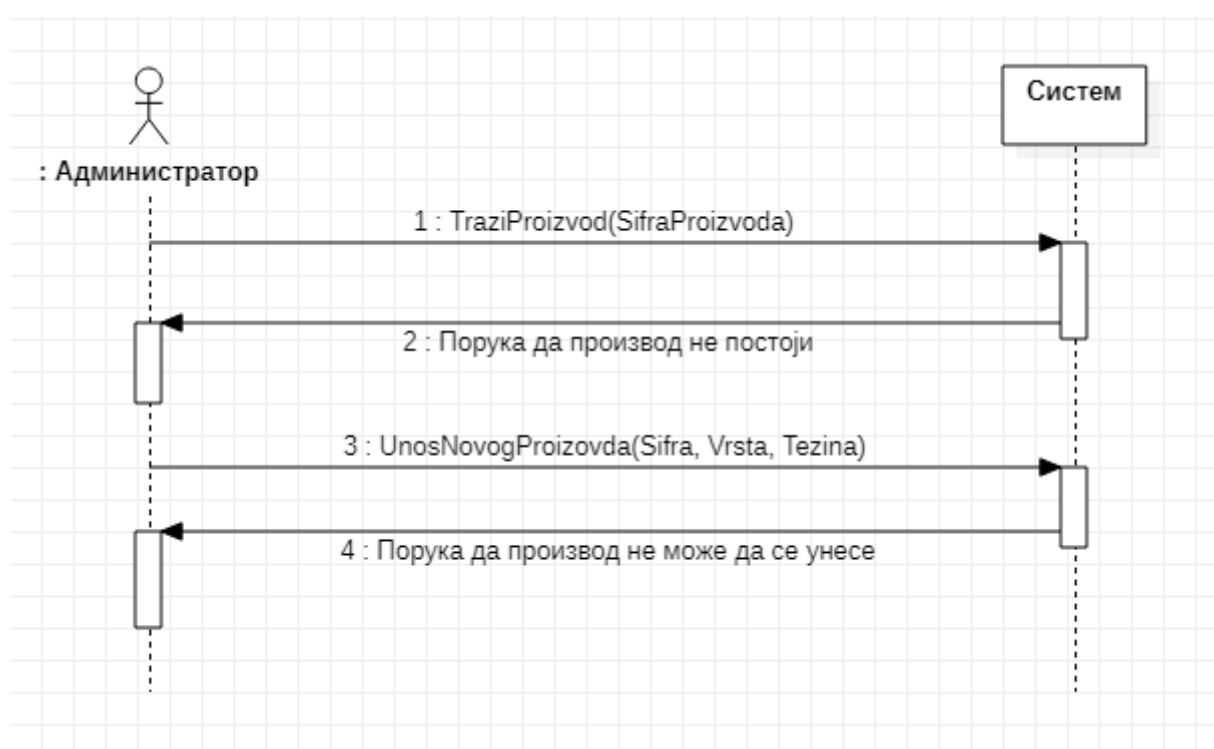 Систем
: Администратор
1 : TraziProizvod(SifraProizvoda)
2 : Порука да производ не постоји
3 : UnosNovogProizovda(Sifra, Vrsta, Tezina)
4 : Порука да производ не може да се унесе